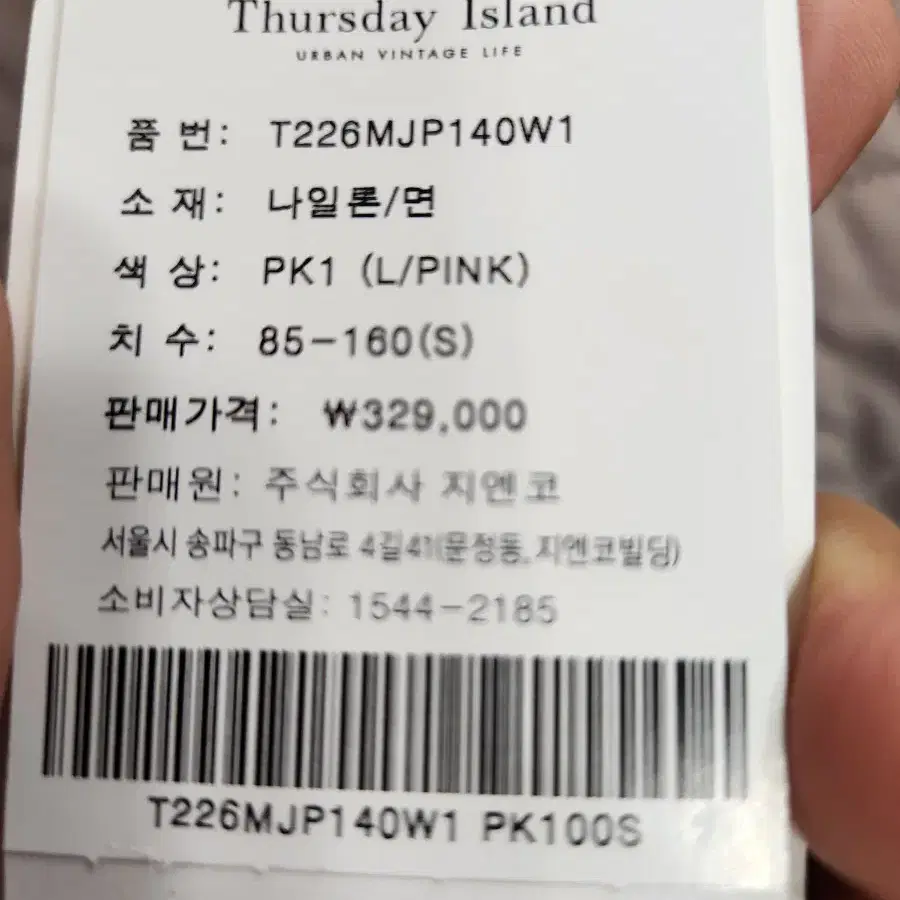 Thursday Island
URBAN VINTAGE LIFE
품 번: T226MJP140W1
소 재: 나일론/면
색 상: PK1 (L/PINK)
치 수: 85-160(S)
판매가격: ₩329,000
판매원: 주식회사 지엔코
서울시 송파구 동남로 4길41(문정동, 지엔코빌딩)
소비자상담실: 1544-2185
T226MJP140W1 PK100S